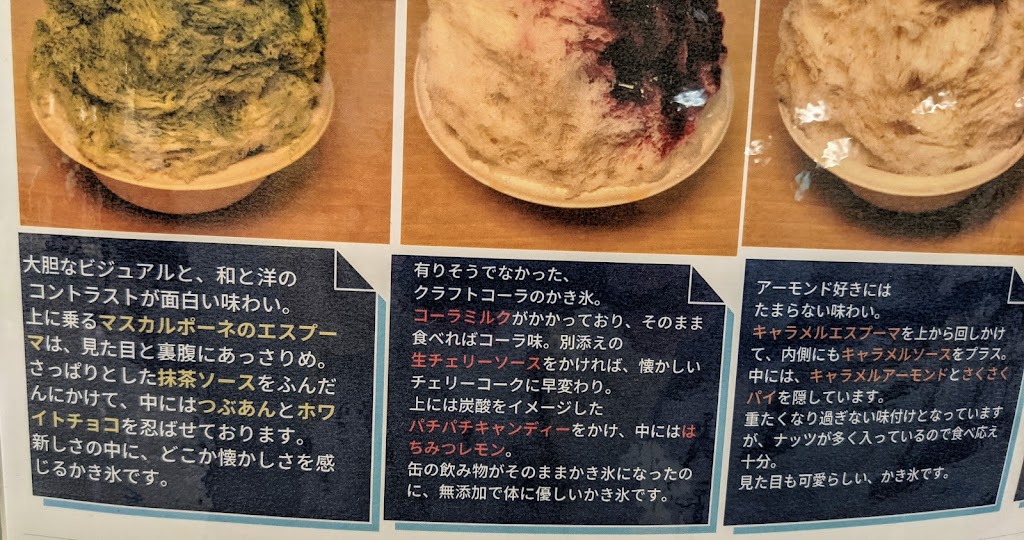 大胆なビジュアルと、和と洋の
コントラストが面白い味わい。
上に乗るマスカルポーネのエスプー
マは、見た目と裏腹にあっさりめ。
さっぱりとした抹茶ソースをふんだ
んにかけて、中にはつぶあんとホワ
イトチョコを忍ばせております。
新しさの中に、どこか懐かしさを感
じるかき氷です。
有りそうでなかった、
クラフトコーラのかき氷。
コーラミルクがかかっており、そのまま
食べればコーラ味。別添えの
生チェリーソースをかければ、懐かしい
チェリーコークに早変わり。
上には炭酸をイメージした
パチパチキャンディーをかけ、中にはは
ちみつレモン。
缶の飲み物がそのままかき氷になったの
に、無添加で体に優しいかき氷です。
アーモンド好きには
たまらない味わい。
キャラメルエスプーマを上から回しかけ
て、内側にもキャラメルソースをプラス。
中には、キャラメルアーモンドとさくさく
パイを隠しています。
重たくなり過ぎない味付けとなっています
が、ナッツが多く入っているので食べ応え
十分。
見た目も可愛らしい、かき氷です。